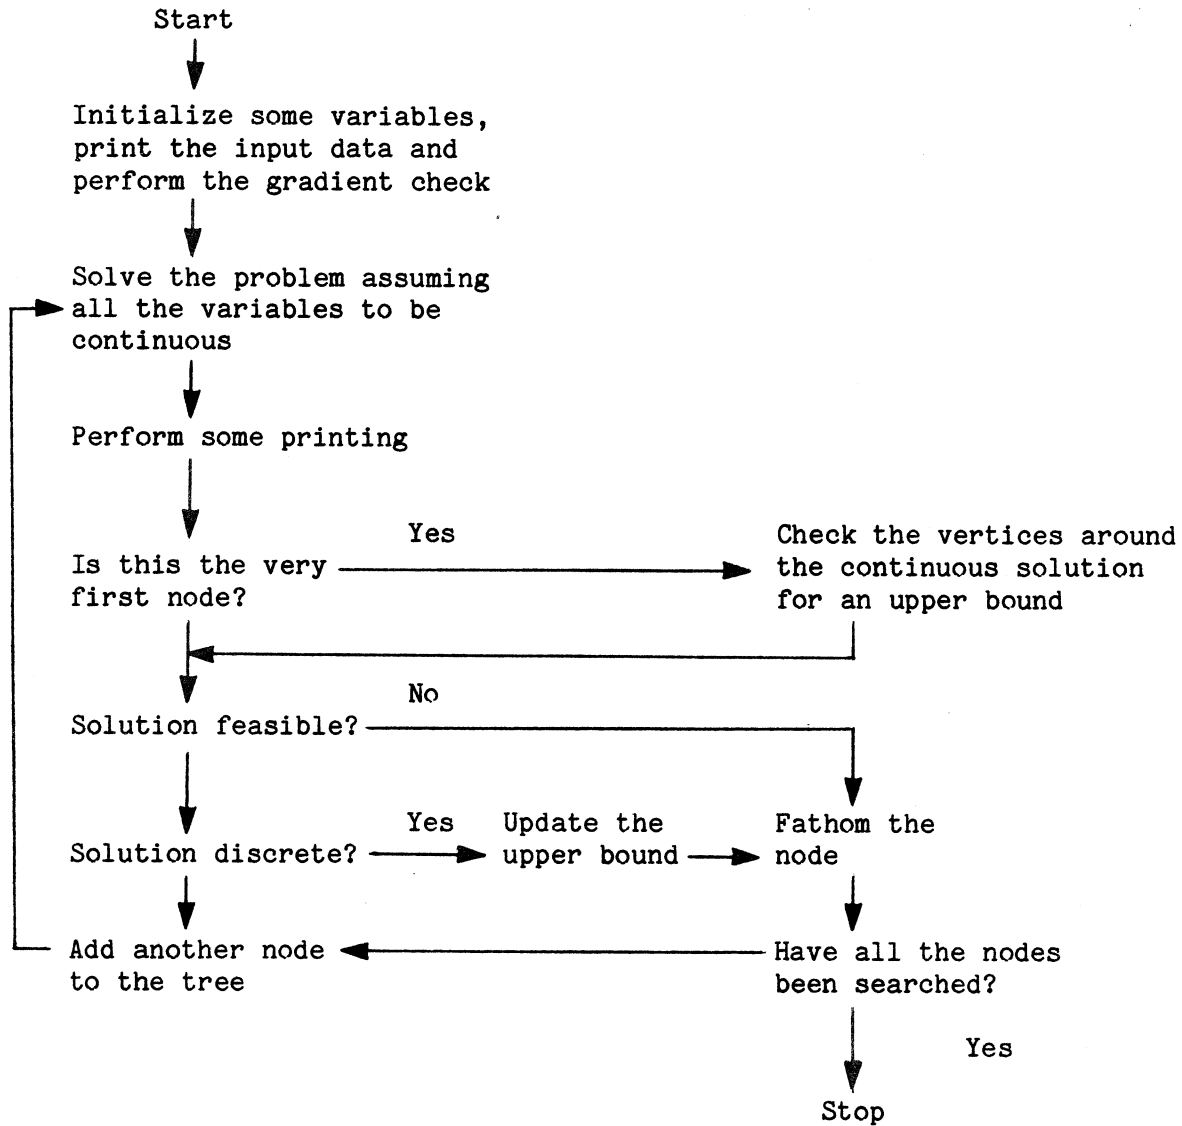 Start
Initialize some variables,
print the input data and
perform the gradient check
Solve the problem assuming
all the variables to be
continuous
Perform some printing
Is this the very
first node?
Yes
Check the vertices around
the continuous solution
for an upper bound
No
Solution feasible?
Solution discrete?
Yes
Update the
upper bound
Fathom the
node
Add another node
to the tree
Have all the nodes
been searched?
Yes
Stop